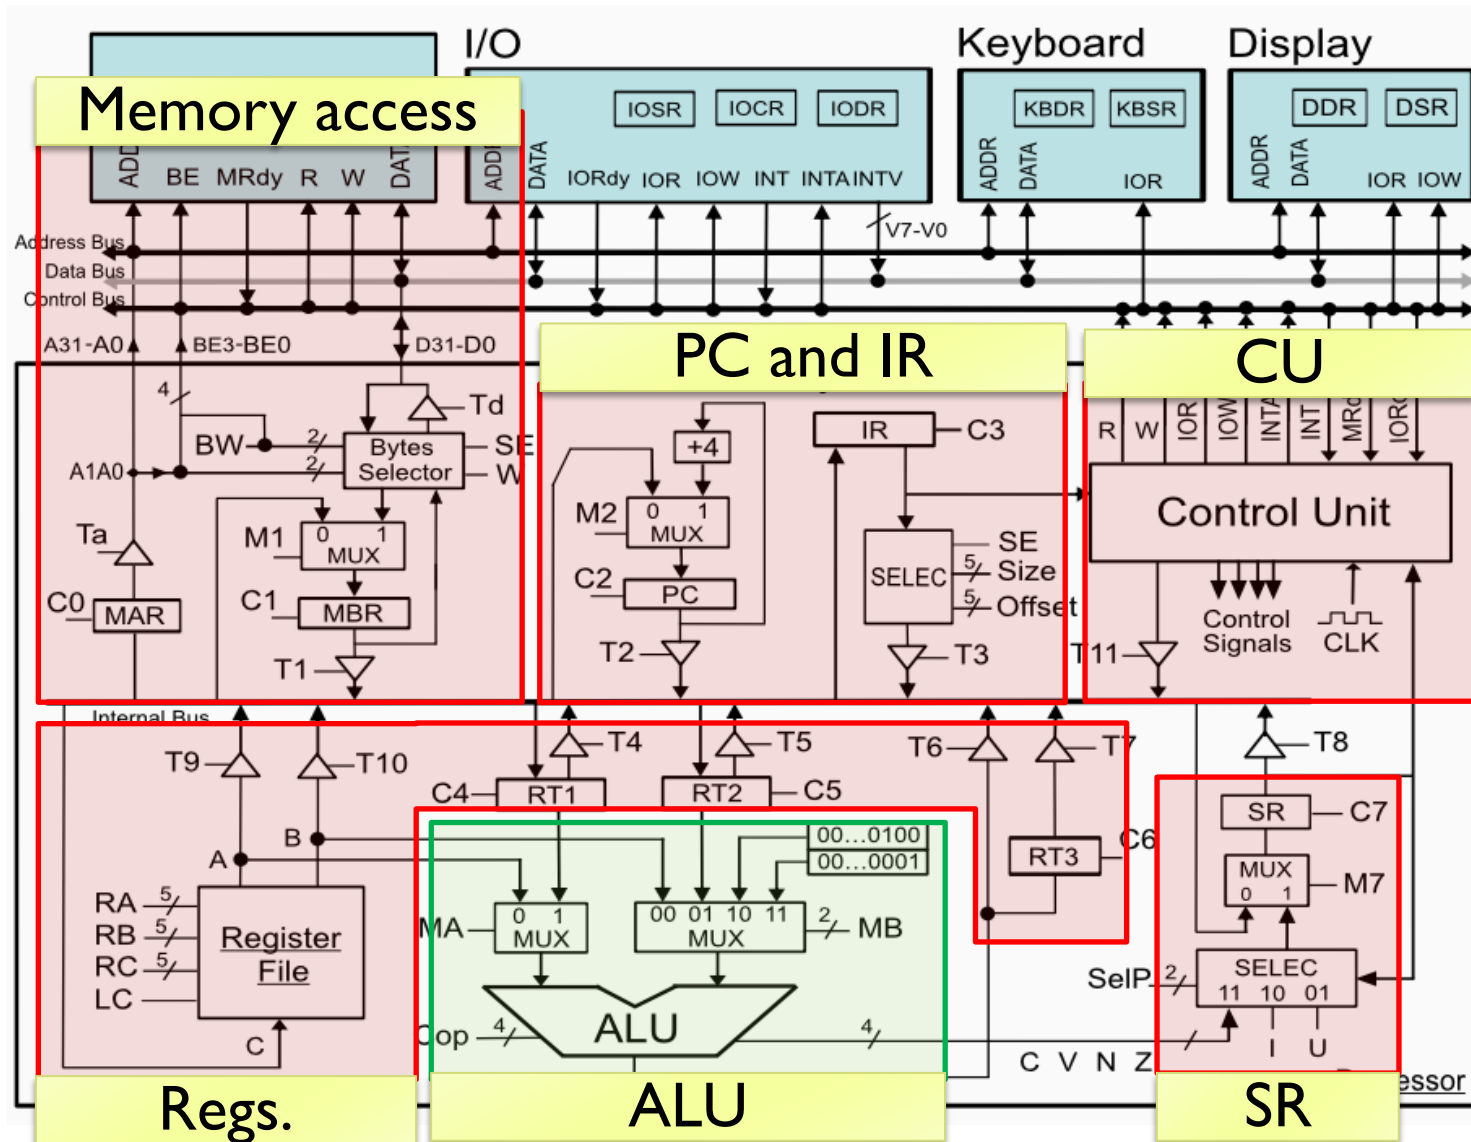 I/O
Keyboard
Display
Memory access
IOSR IOCR IODR
KBDR KBSR
DDR DSR
BE MRdy R W DATA
ADDR DATA IORdy IOR IOW INT INTA INTV
ADDR DATA IOR
ADDR DATA IOR IOW
V7-V0
Address Bus
Data Bus
Control Bus
A31-A0 BE3-BE0 D31-D0
PC and IR
CU
4
Td
BW 2
Bytes
Selector
SE
A1A0 2
W
+4
IR C3
R W IOR IOW INTA INT
Control Unit
Ta
M1 0 1
MUX
M2 0 1
MUX
SE
SELEC 5 Size
5 Offset
C0 MAR
C1 MBR
C2 PC
Control
Signals
CLK
T1
T2
T3
T11
Internal Bus
T9 T10
T4 T5
T6 T7
T8
C4 RT1
RT2 C5
SR C7
00...0100
00...0001
RT3 C6
A B
MUX
0 1
M7
RA 5
RB 5
RC 5
LC
Register
File
C
MA 0 1
MUX
00 01 10 11
MUX
2 MB
SelP 2
SELEC
11 10 01
Cop 4
ALU
4
C V N Z
I U
Regs.
ALU
SR